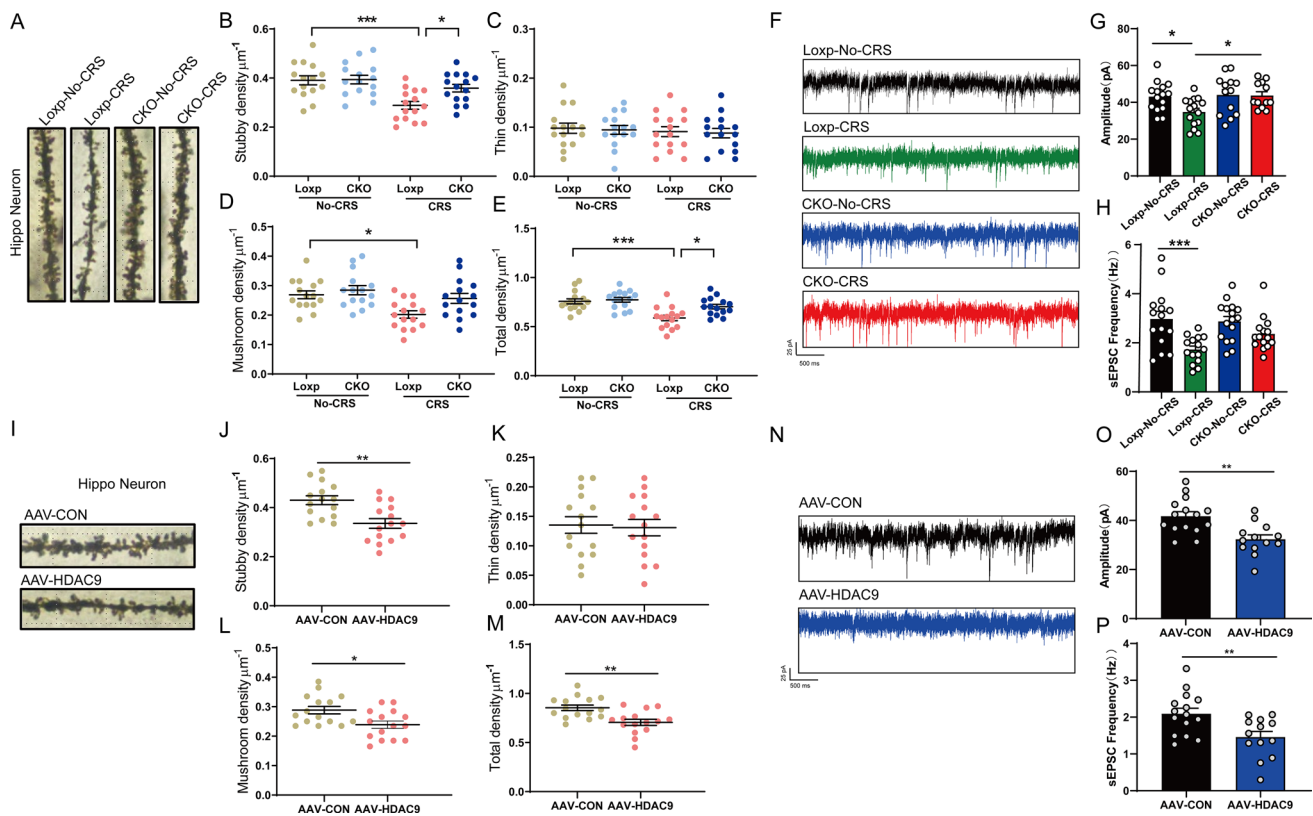 A
Loxp-No-CRS
Loxp-CRS
CKO-No-CRS
CKO-CRS
Hippo Neuron
B
Stubby density μm⁻¹
0.6
0.4
0.2
0.0
***
*
Loxp
CKO
Loxp
CKO
No-CRS
CRS
C
Thin density μm⁻¹
0.3
0.2
0.1
0.0
Loxp
CKO
Loxp
CKO
No-CRS
CRS
D
Mushroom density μm⁻¹
0.5
0.4
0.3
0.2
0.1
0.0
*
Loxp
CKO
Loxp
CKO
No-CRS
CRS
E
Total density μm⁻¹
1.5
1.0
0.5
0.0
***
*
Loxp
CKO
Loxp
CKO
No-CRS
CRS
F
Loxp-No-CRS
Loxp-CRS
CKO-No-CRS
CKO-CRS
25 pA
500 ms
G
Amplitude(pA)
80
60
40
20
0
*
*
Loxp-No-CRS
Loxp-CRS
CKO-No-CRS
CKO-CRS
H
sEPSC Frequency(Hz))
6
4
2
0
***
Loxp-No-CRS
Loxp-CRS
CKO-No-CRS
CKO-CRS
I
Hippo Neuron
AAV-CON
AAV-HDAC9
J
Stubby density μm⁻¹
0.6
0.4
0.2
0.0
**
AAV-CON
AAV-HDAC9
K
Thin density μm⁻¹
0.25
0.20
0.15
0.10
0.05
0.00
AAV-CON
AAV-HDAC9
L
Mushroom density μm⁻¹
0.5
0.4
0.3
0.2
0.1
0.0
*
AAV-CON
AAV-HDAC9
M
Total density μm⁻¹
1.5
1.0
0.5
0.0
**
AAV-CON
AAV-HDAC9
N
AAV-CON
AAV-HDAC9
25 pA
500 ms
O
Amplitude(pA)
60
40
20
0
**
AAV-CON
AAV-HDAC9
P
sEPSC Frequency(Hz))
4
3
2
1
0
**
AAV-CON
AAV-HDAC9